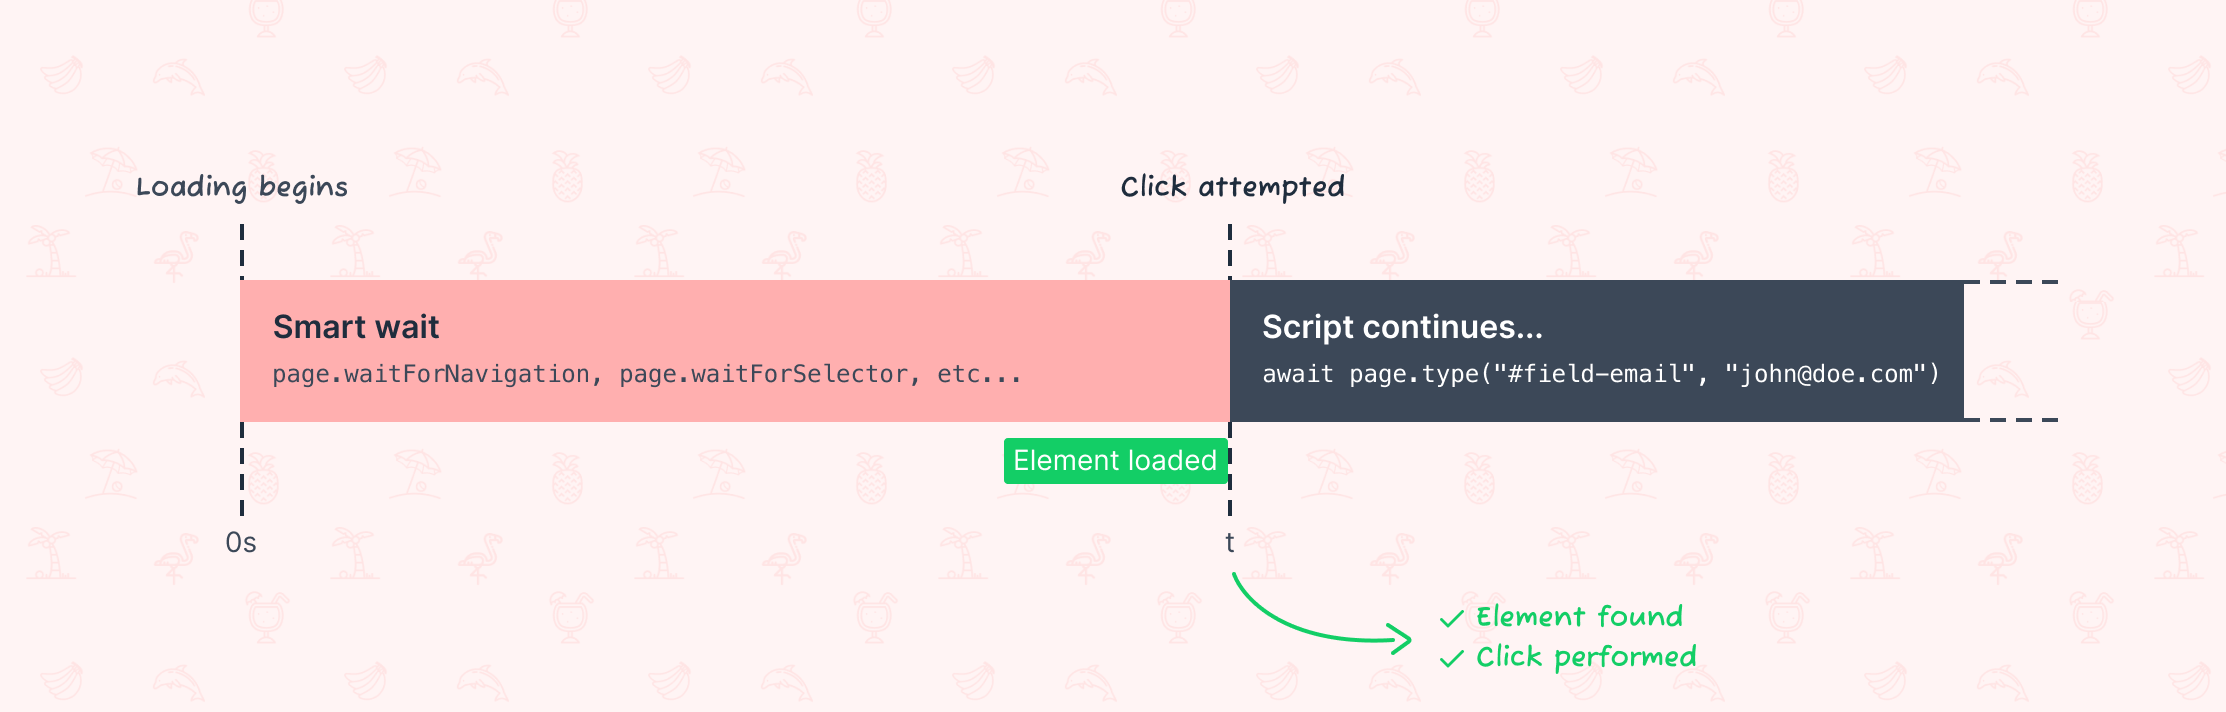 Loading begins
Click attempted
Smart wait
page.waitForNavigation, page.waitForSelector, etc...
Script continues...
await page.type("#field-email", "john@doe.com")
Element loaded
0s
t
✓ Element found
✓ Click performed